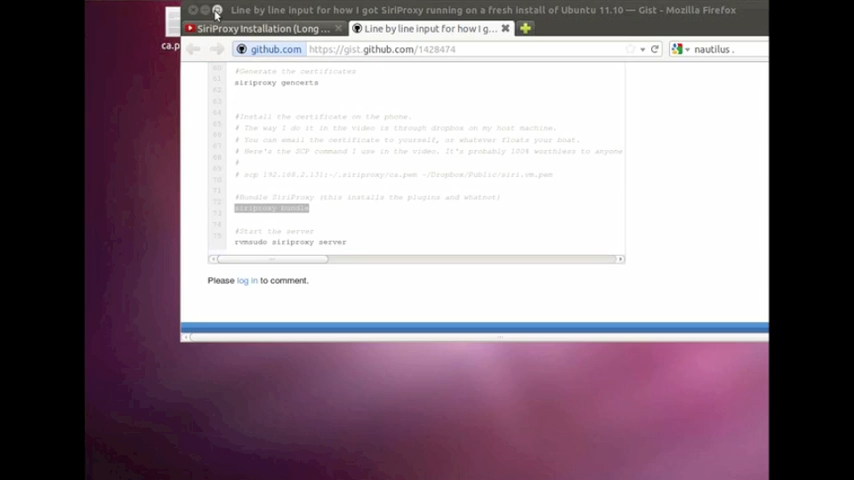 Line by line input for how I got SiriProxy running on a fresh install of Ubuntu 11.10 — Gist - Mozilla Firefox
SiriProxy Installation (Long ...
Line by line input for how I g...
github.com
https://gist.github.com/1428474
nautilus .
ca.p
#Generate the certificates
siriproxy gencerts
#Install the certificate on the phone.
# The way I do it in the video is through dropbox on my host machine.
# You can email the certificate to yourself, or whatever floats your boat.
# Here's the SCP command I use in the video. It's probably 100% worthless to anyone
#
# scp 192.168.2.131:~/.siriproxy/ca.pem ~/Dropbox/Public/siri.vm.pem
#Bundle SiriProxy (this installs the plugins and whatnot)
siriproxy bundle
#Start the server
rvmsudo siriproxy server
Please log in to comment.